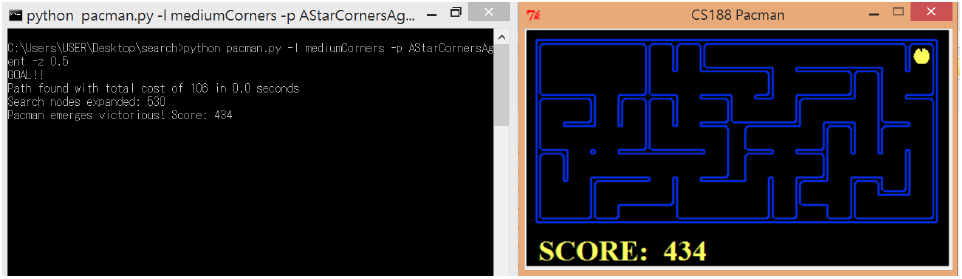 python pacman.py -l mediumCorners -p AStarCornersAg...
C:\Users\USER\Desktop\search>python pacman.py -l mediumCorners -p AStarCornersAg
ent -z 0.5
GOAL!!
Path found with total cost of 106 in 0.0 seconds
Search nodes expanded: 530
Pacman emerges victorious! Score: 434
CS188 Pacman
SCORE: 434